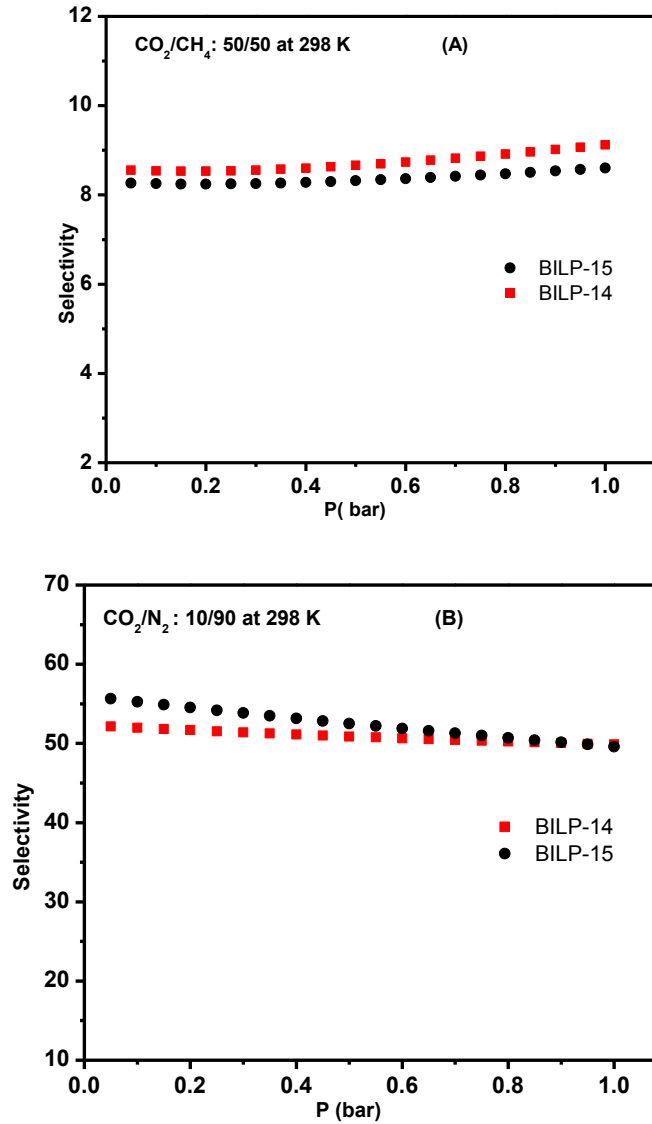 12
CO₂/CH₄: 50/50 at 298 K (A)
10
8
6
4
2
Selectivity
BILP-15
BILP-14
0.0 0.2 0.4 0.6 0.8 1.0
P( bar)
70
CO₂/N₂ : 10/90 at 298 K (B)
60
50
40
30
20
10
Selectivity
BILP-14
BILP-15
0.0 0.2 0.4 0.6 0.8 1.0
P (bar)